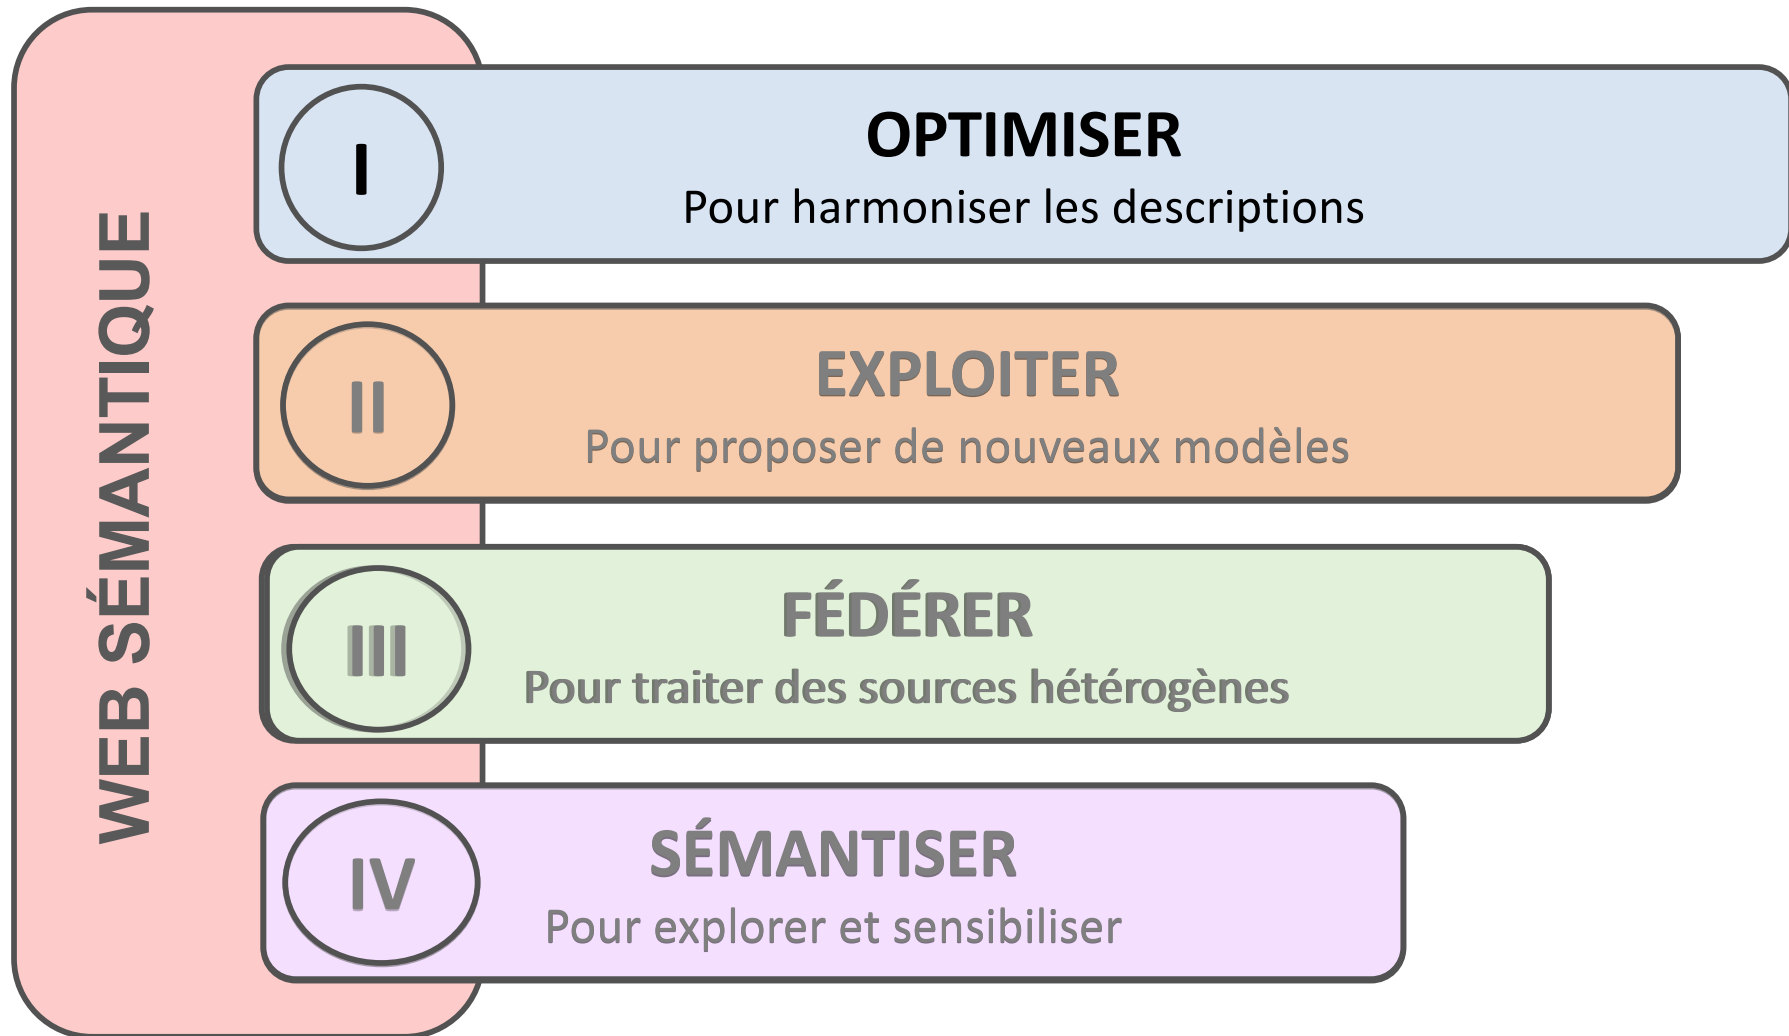 WEB SÉMANTIQUE
I
OPTIMISER
Pour harmoniser les descriptions
II
EXPLOITER
Pour proposer de nouveaux modèles
III
FÉDÉRER
Pour traiter des sources hétérogènes
IV
SÉMANTISER
Pour explorer et sensibiliser